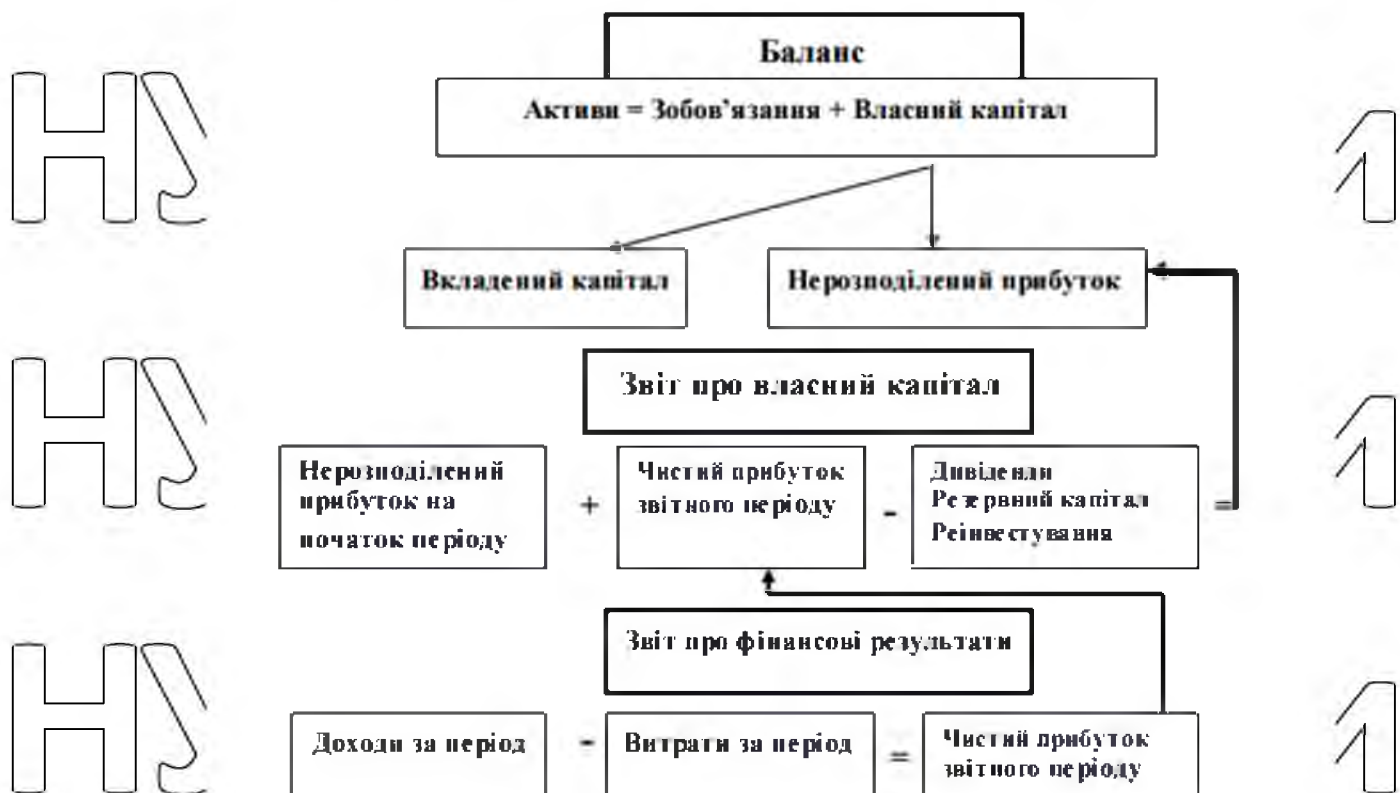 Баланс
Активи = Зобов'язання + Власний капітал
Вкладений капітал
Нерозподілений прибуток
Звіт про власний капітал
Нерозподілений
прибуток на
початок періоду
+
Чистий прибуток
звітного періоду
-
Дивіденди
Резервний капітал
Реінвестування
=
Звіт про фінансові результати
Доходи за період
-
Витрати за період
=
Чистий прибуток
звітного періоду